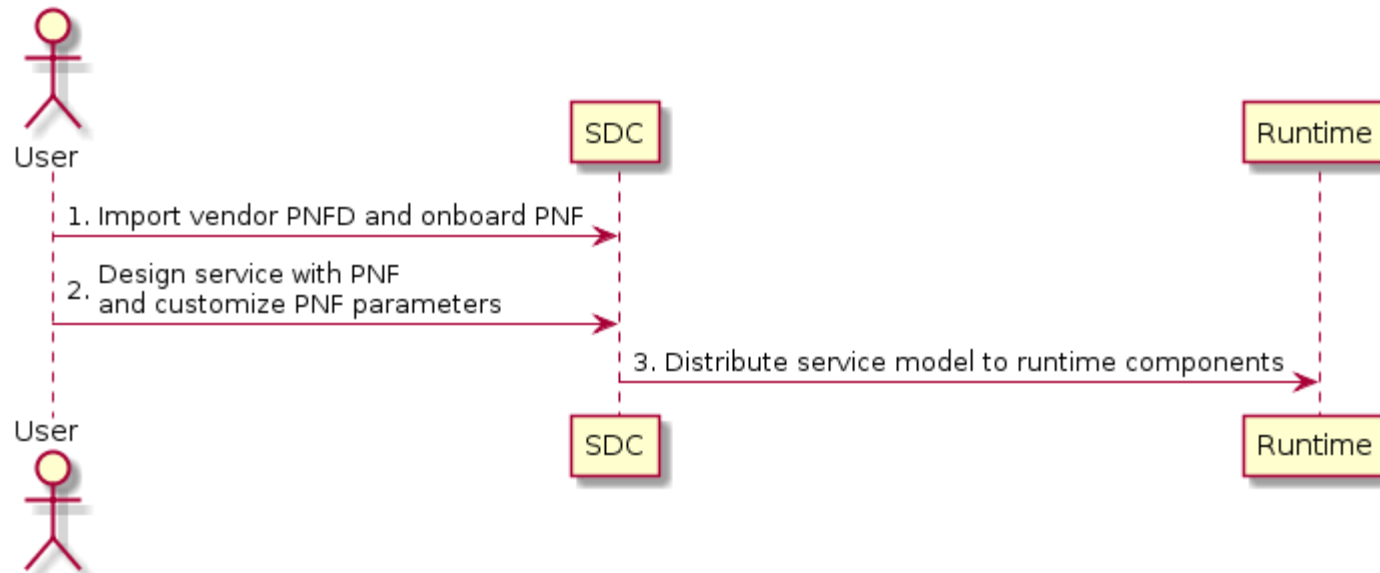 User
SDC
Runtime
1. Import vendor PNFD and onboard PNF
2. Design service with PNF
and customize PNF parameters
3. Distribute service model to runtime components
User
SDC
Runtime